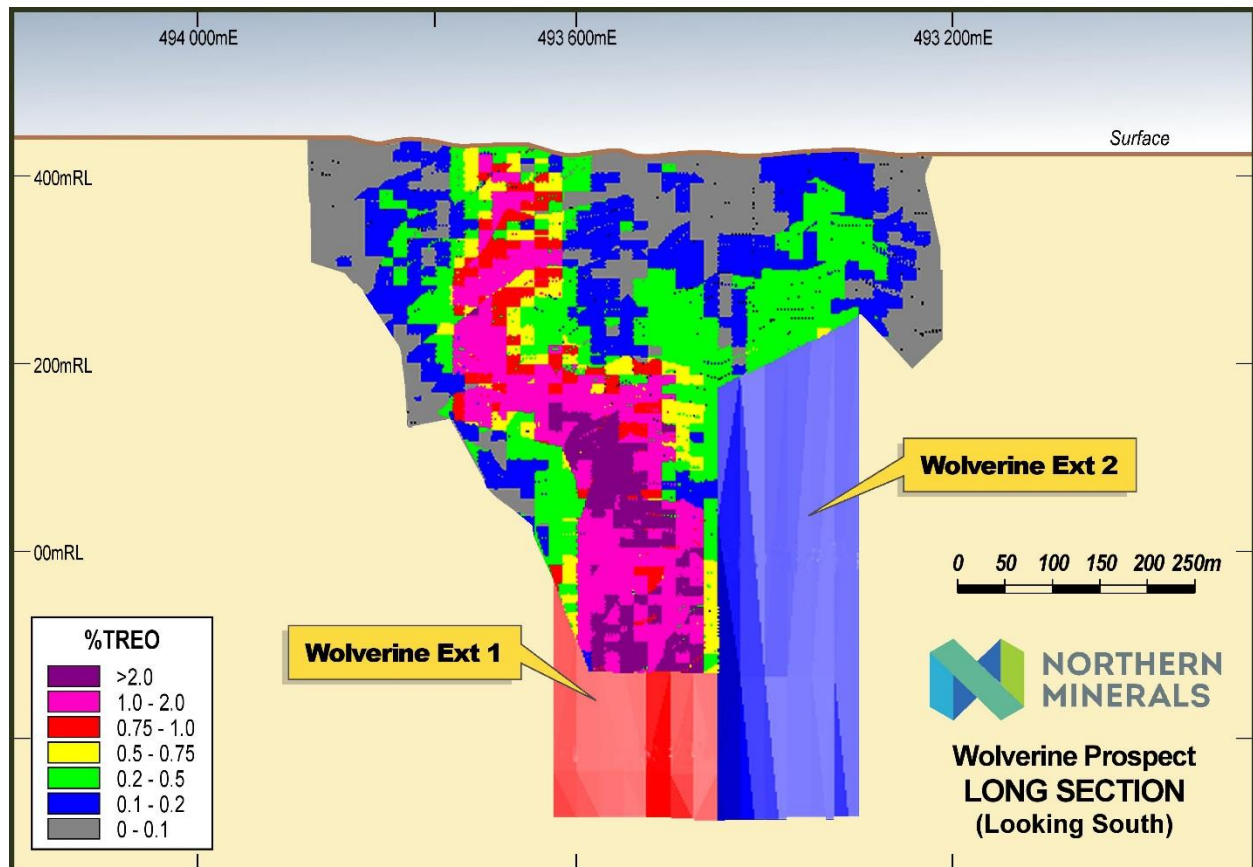 494 000mE
493 600mE
493 200mE
Surface
400mRL
200mRL
00mRL
Wolverine Ext 2
Wolverine Ext 1
0 50 100 150 200 250m
%TREO
>2.0
1.0 - 2.0
0.75 - 1.0
0.5 - 0.75
0.2 - 0.5
0.1 - 0.2
0 - 0.1
NORTHERN
MINERALS
Wolverine Prospect
LONG SECTION
(Looking South)